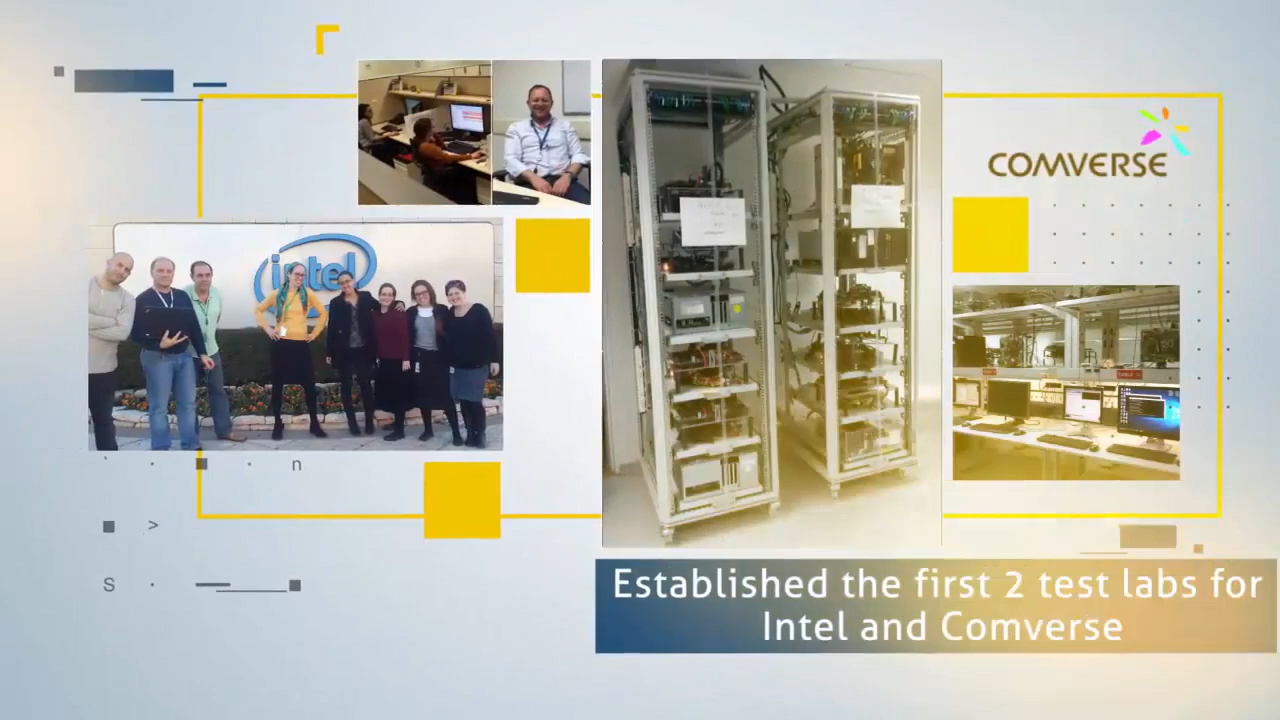 COMVERSE
intel
n
>
S
Established the first 2 test labs for
Intel and Comverse